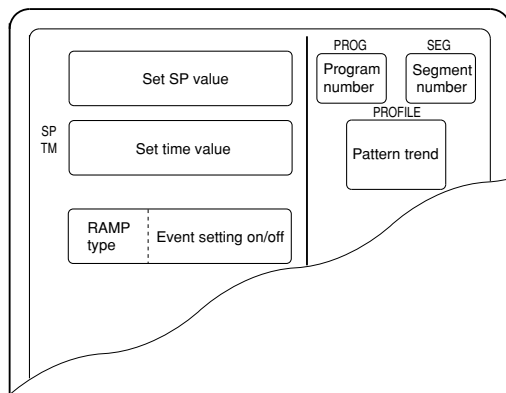 PROG SEG
Set SP value
Program
number
Segment
number
PROFILE
SP
TM
Set time value
Pattern trend
RAMP
type
Event setting on/off